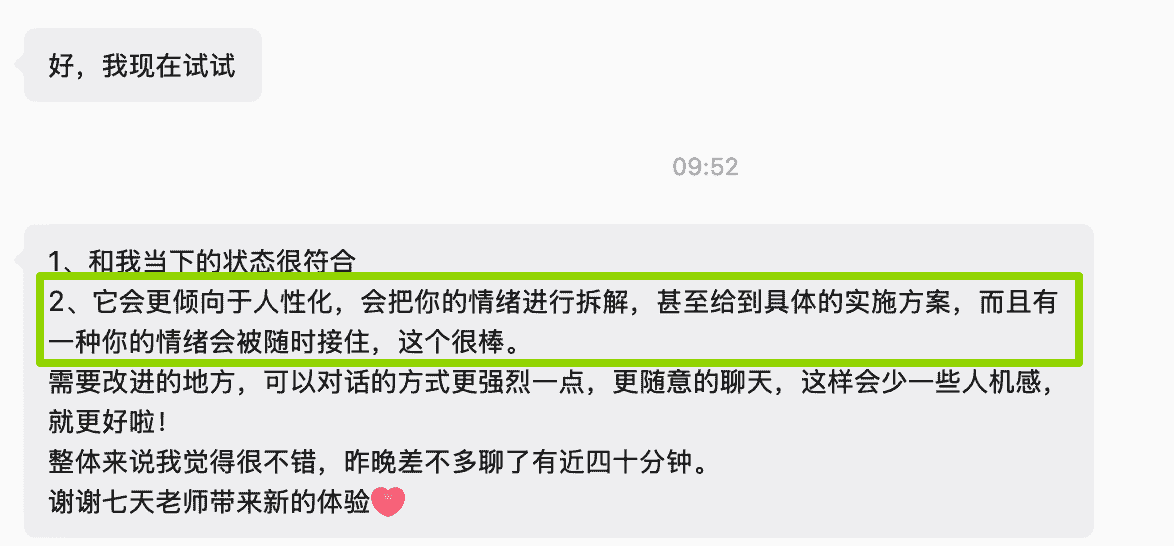 好，我现在试试
09:52
1、和我当下的状态很符合
2、它会更倾向于人性化，会把你的情绪进行拆解，甚至给到具体的实施方案，而且有
一种你的情绪会被随时接住，这个很棒。
需要改进的地方，可以对话的方式更强烈一点，更随意的聊天，这样会少一些人机感，
就更好啦！
整体来说我觉得很不错，昨晚差不多聊了有近四十分钟。
谢谢七天老师带来新的体验❤️